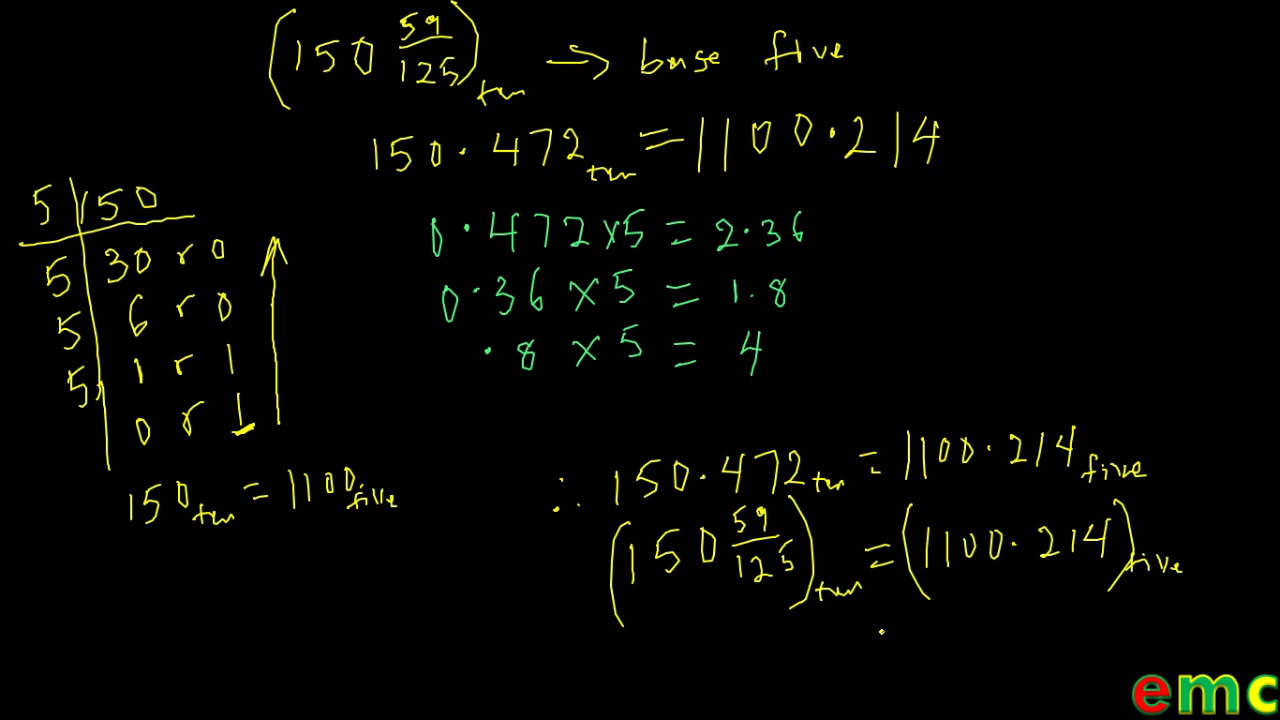 (150 59/125)ten → base five
150.472ten = 1100.214
5 | 150
5 | 30 r 0
5 | 6 r 0
5 | 1 r 1
0 r 1
150ten = 1100five
0.472 x 5 = 2.36
0.36 x 5 = 1.8
.8 x 5 = 4
∴ 150.472ten = 1100.214five
(150 59/125)ten = (1100.214)five
emc